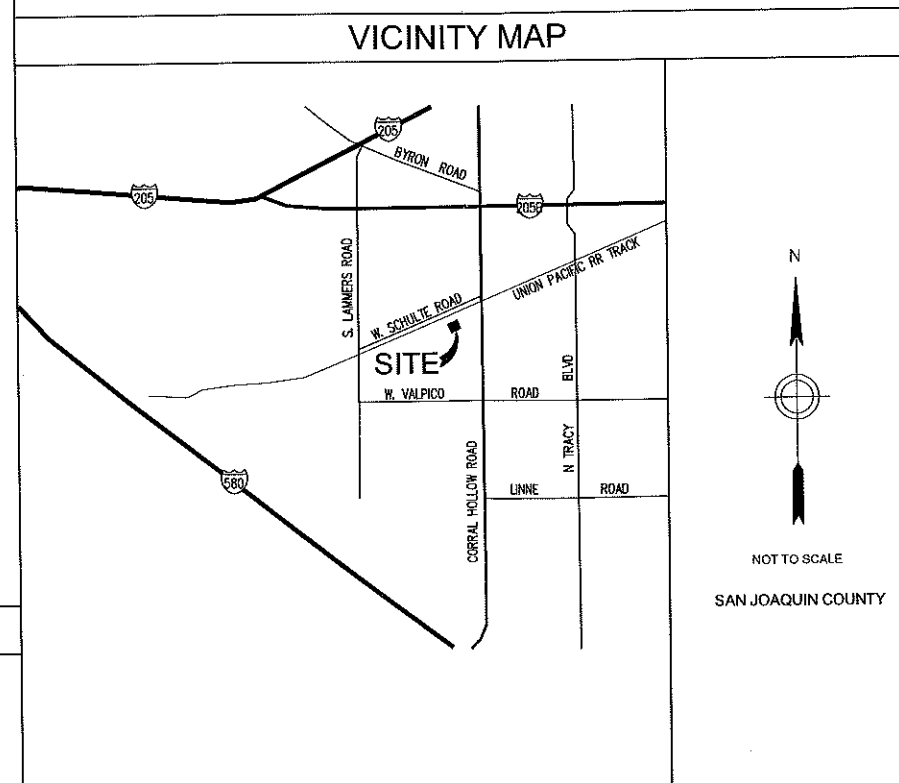 VICINITY MAP
205
BYRON ROAD
205
205B
S. LAMMERS ROAD
W. SCHULTE ROAD
UNION PACIFIC RR TRACK
N
SITE
W. VALPICO ROAD
N TRACY BLVD
CORRAL HOLLOW ROAD
LINNE ROAD
580
NOT TO SCALE
SAN JOAQUIN COUNTY